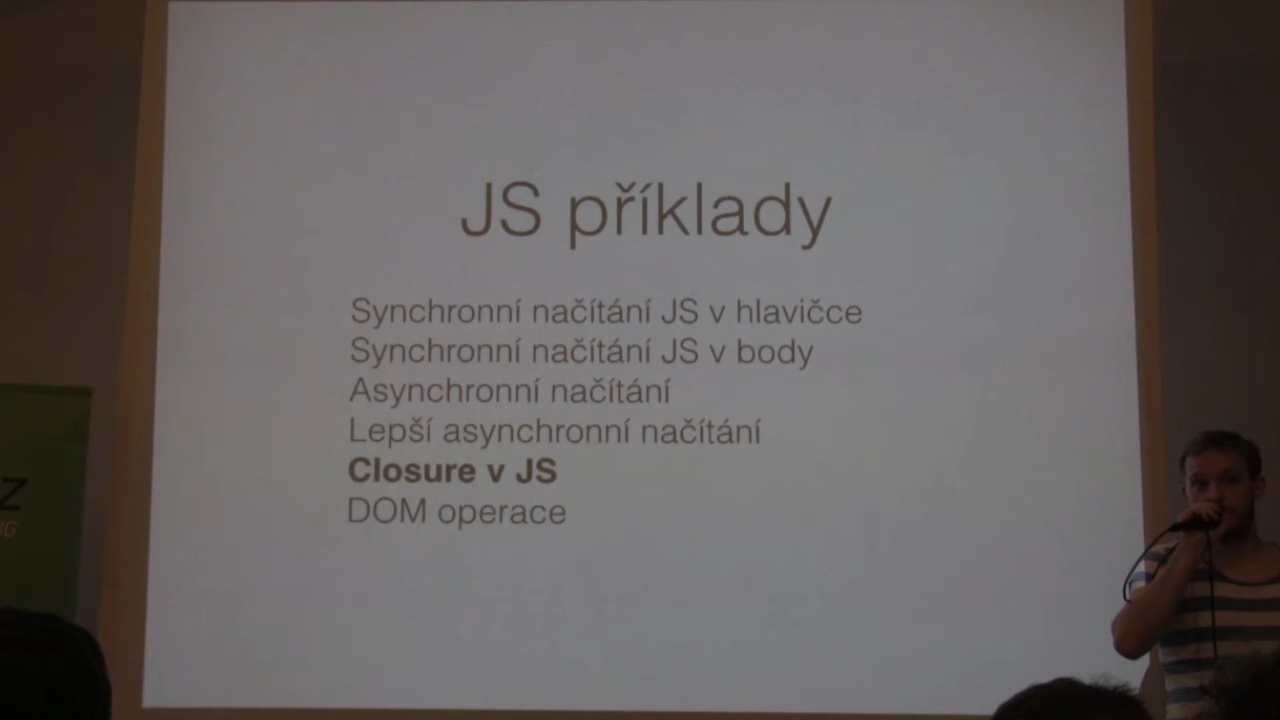 JS příklady
Synchronní načítání JS v hlavičce
Synchronní načítání JS v body
Asynchronní načítání
Lepší asynchronní načítání
Closure v JS
DOM operace
Z
NG